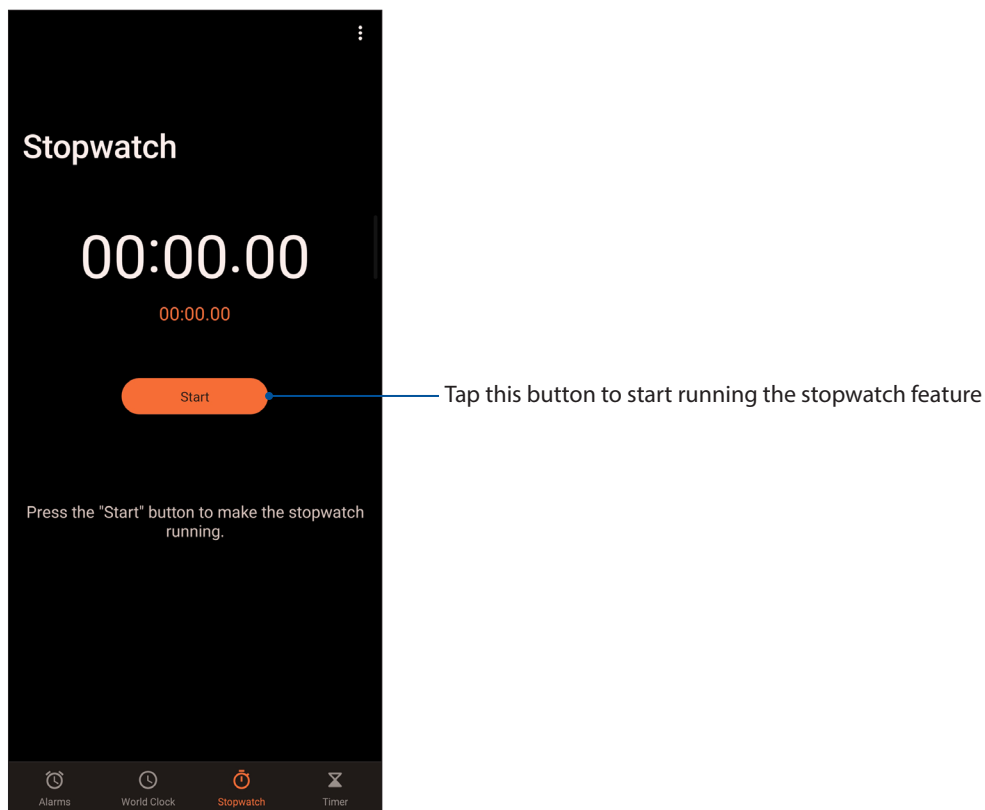 Stopwatch
00:00.00
00:00.00
Start
Tap this button to start running the stopwatch feature
Press the "Start" button to make the stopwatch
running.
Alarms World Clock Stopwatch Timer